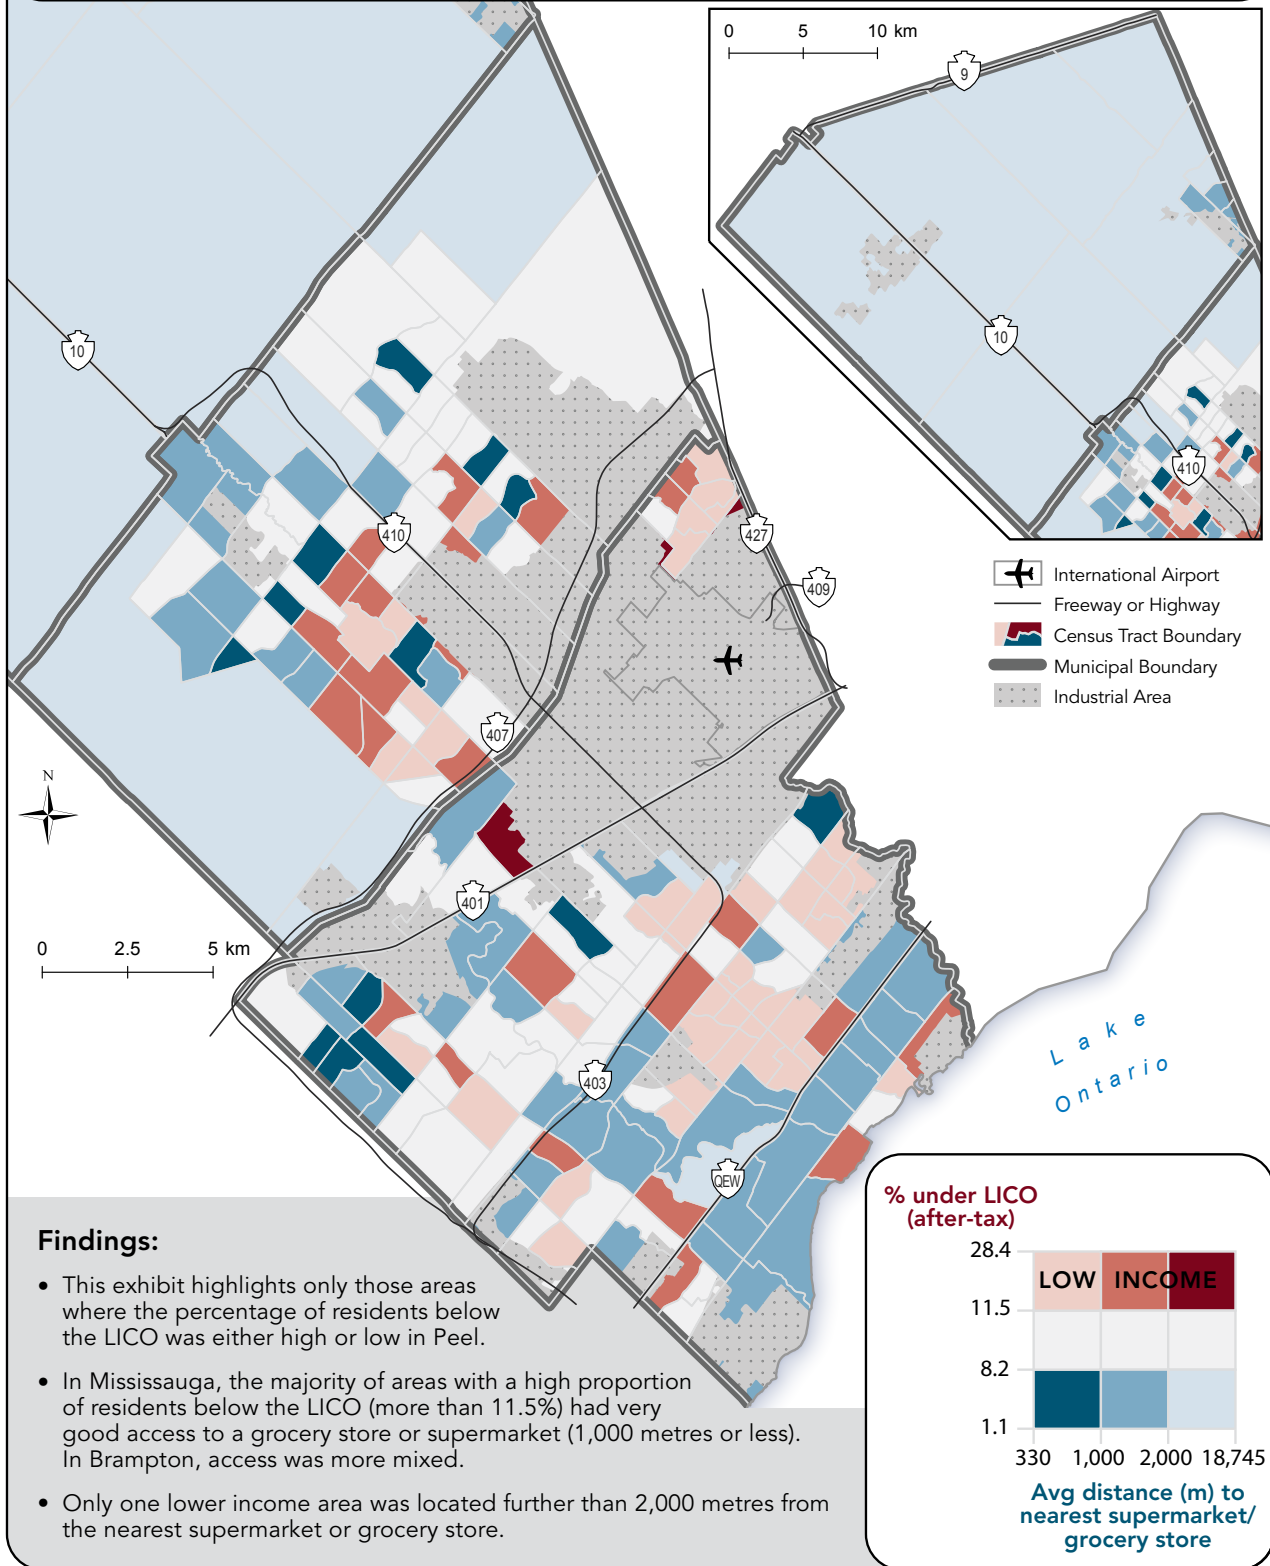 0 5 10 km
9
10
410
10
410
427
409
407
401
403
QEW
International Airport
Freeway or Highway
Census Tract Boundary
Municipal Boundary
Industrial Area
N
0 2.5 5 km
Lake
Ontario
Findings:
• This exhibit highlights only those areas
where the percentage of residents below
the LICO was either high or low in Peel.
• In Mississauga, the majority of areas with a high proportion
of residents below the LICO (more than 11.5%) had very
good access to a grocery store or supermarket (1,000 metres or less).
In Brampton, access was more mixed.
• Only one lower income area was located further than 2,000 metres from
the nearest supermarket or grocery store.
% under LICO
(after-tax)
28.4
LOW INCOME
11.5
8.2
1.1
330 1,000 2,000 18,745
Avg distance (m) to
nearest supermarket/
grocery store